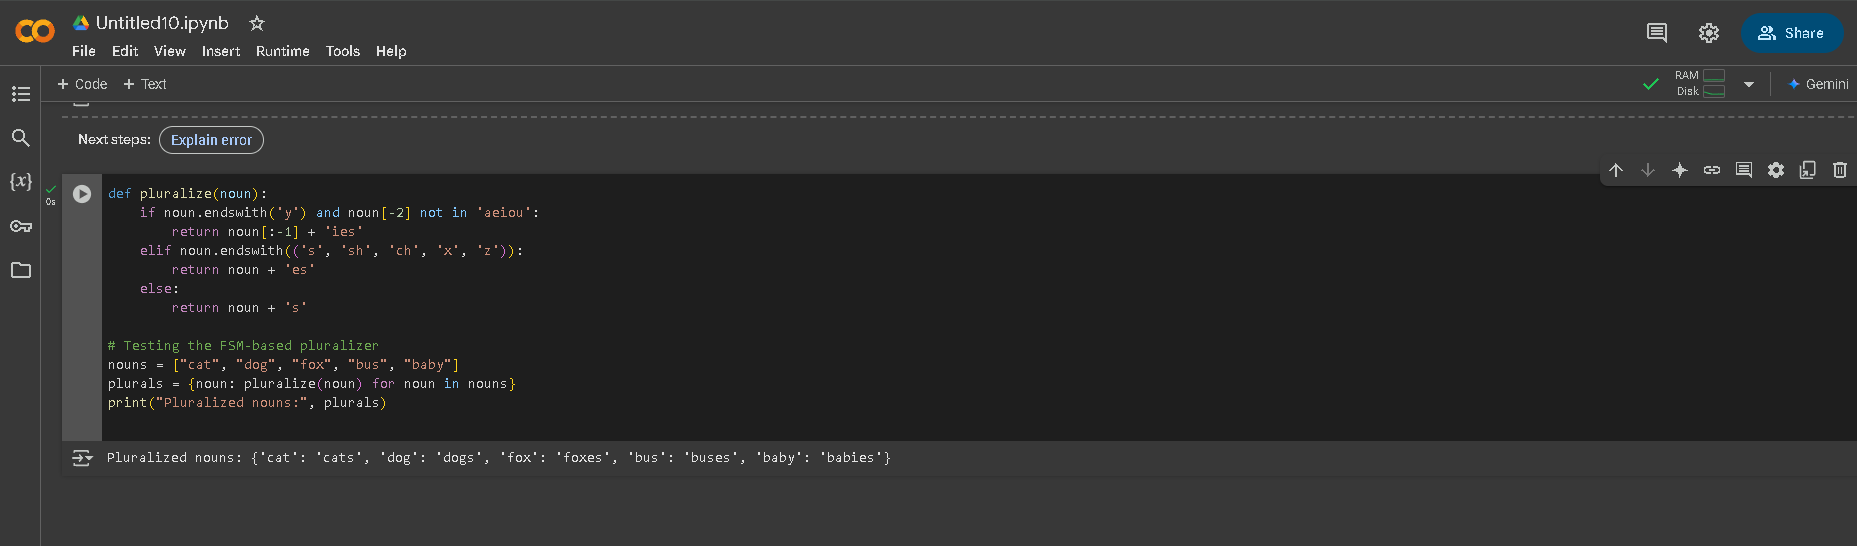 Untitled10.ipynb
File Edit View Insert Runtime Tools Help
Share
+ Code + Text
RAM
Disk
Gemini
Next steps: Explain error
{x}
0s
def pluralize(noun):
    if noun.endswith('y') and noun[-2] not in 'aeiou':
        return noun[:-1] + 'ies'
    elif noun.endswith(('s', 'sh', 'ch', 'x', 'z')):
        return noun + 'es'
    else:
        return noun + 's'
# Testing the FSM-based pluralizer
nouns = ["cat", "dog", "fox", "bus", "baby"]
plurals = {noun: pluralize(noun) for noun in nouns}
print("Pluralized nouns:", plurals)
Pluralized nouns: {'cat': 'cats', 'dog': 'dogs', 'fox': 'foxes', 'bus': 'buses', 'baby': 'babies'}